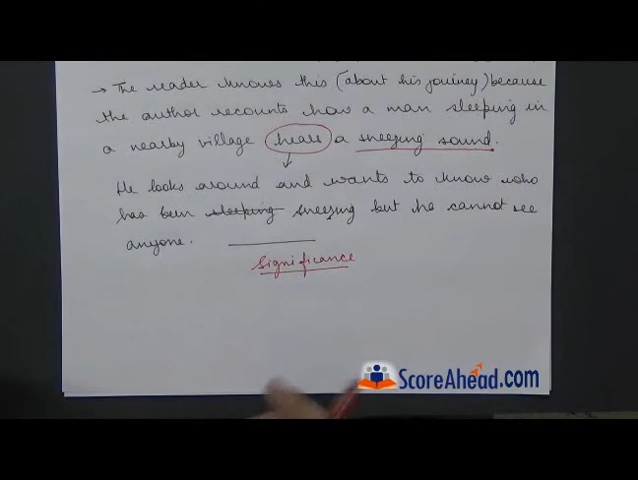 → The reader knows this (about his journey) because
the author recounts how a man sleeping in
a nearby village hears a sneezing sound.
He looks around and wants to know who
has been sleeping sneezing but he cannot see
anyone.
Significance
ScoreAhead.com